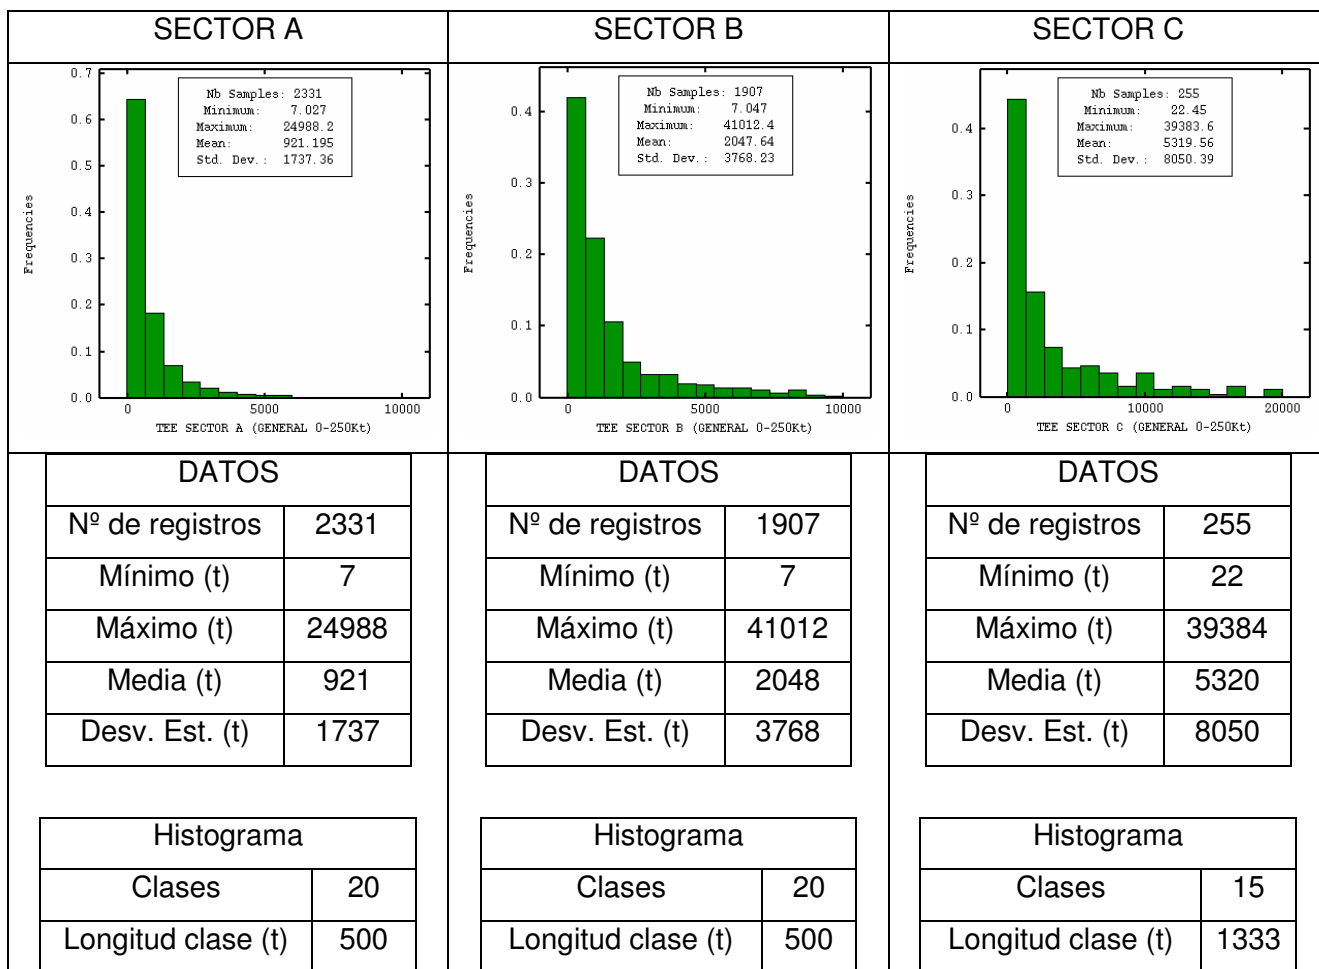 SECTOR A
SECTOR B
SECTOR C
0.7
0.6
0.5
0.4
0.3
0.2
0.1
0.0
Frequencies
Nb Samples: 2331
Minimum: 7.027
Maximum: 24988.2
Mean: 921.195
Std. Dev.: 1737.36
0 5000 10000
TEE SECTOR A (GENERAL 0-250Kt)
0.4
0.3
0.2
0.1
0.0
Frequencies
Nb Samples: 1907
Minimum: 7.047
Maximum: 41012.4
Mean: 2047.64
Std. Dev.: 3768.23
0 5000 10000
TEE SECTOR B (GENERAL 0-250Kt)
0.4
0.3
0.2
0.1
0.0
Frequencies
Nb Samples: 255
Minimum: 22.45
Maximum: 39383.6
Mean: 5319.56
Std. Dev.: 8050.39
0 10000 20000
TEE SECTOR C (GENERAL 0-250Kt)
DATOS
Nº de registros 2331
Mínimo (t) 7
Máximo (t) 24988
Media (t) 921
Desv. Est. (t) 1737
DATOS
Nº de registros 1907
Mínimo (t) 7
Máximo (t) 41012
Media (t) 2048
Desv. Est. (t) 3768
DATOS
Nº de registros 255
Mínimo (t) 22
Máximo (t) 39384
Media (t) 5320
Desv. Est. (t) 8050
Histograma
Clases 20
Longitud clase (t) 500
Histograma
Clases 20
Longitud clase (t) 500
Histograma
Clases 15
Longitud clase (t) 1333